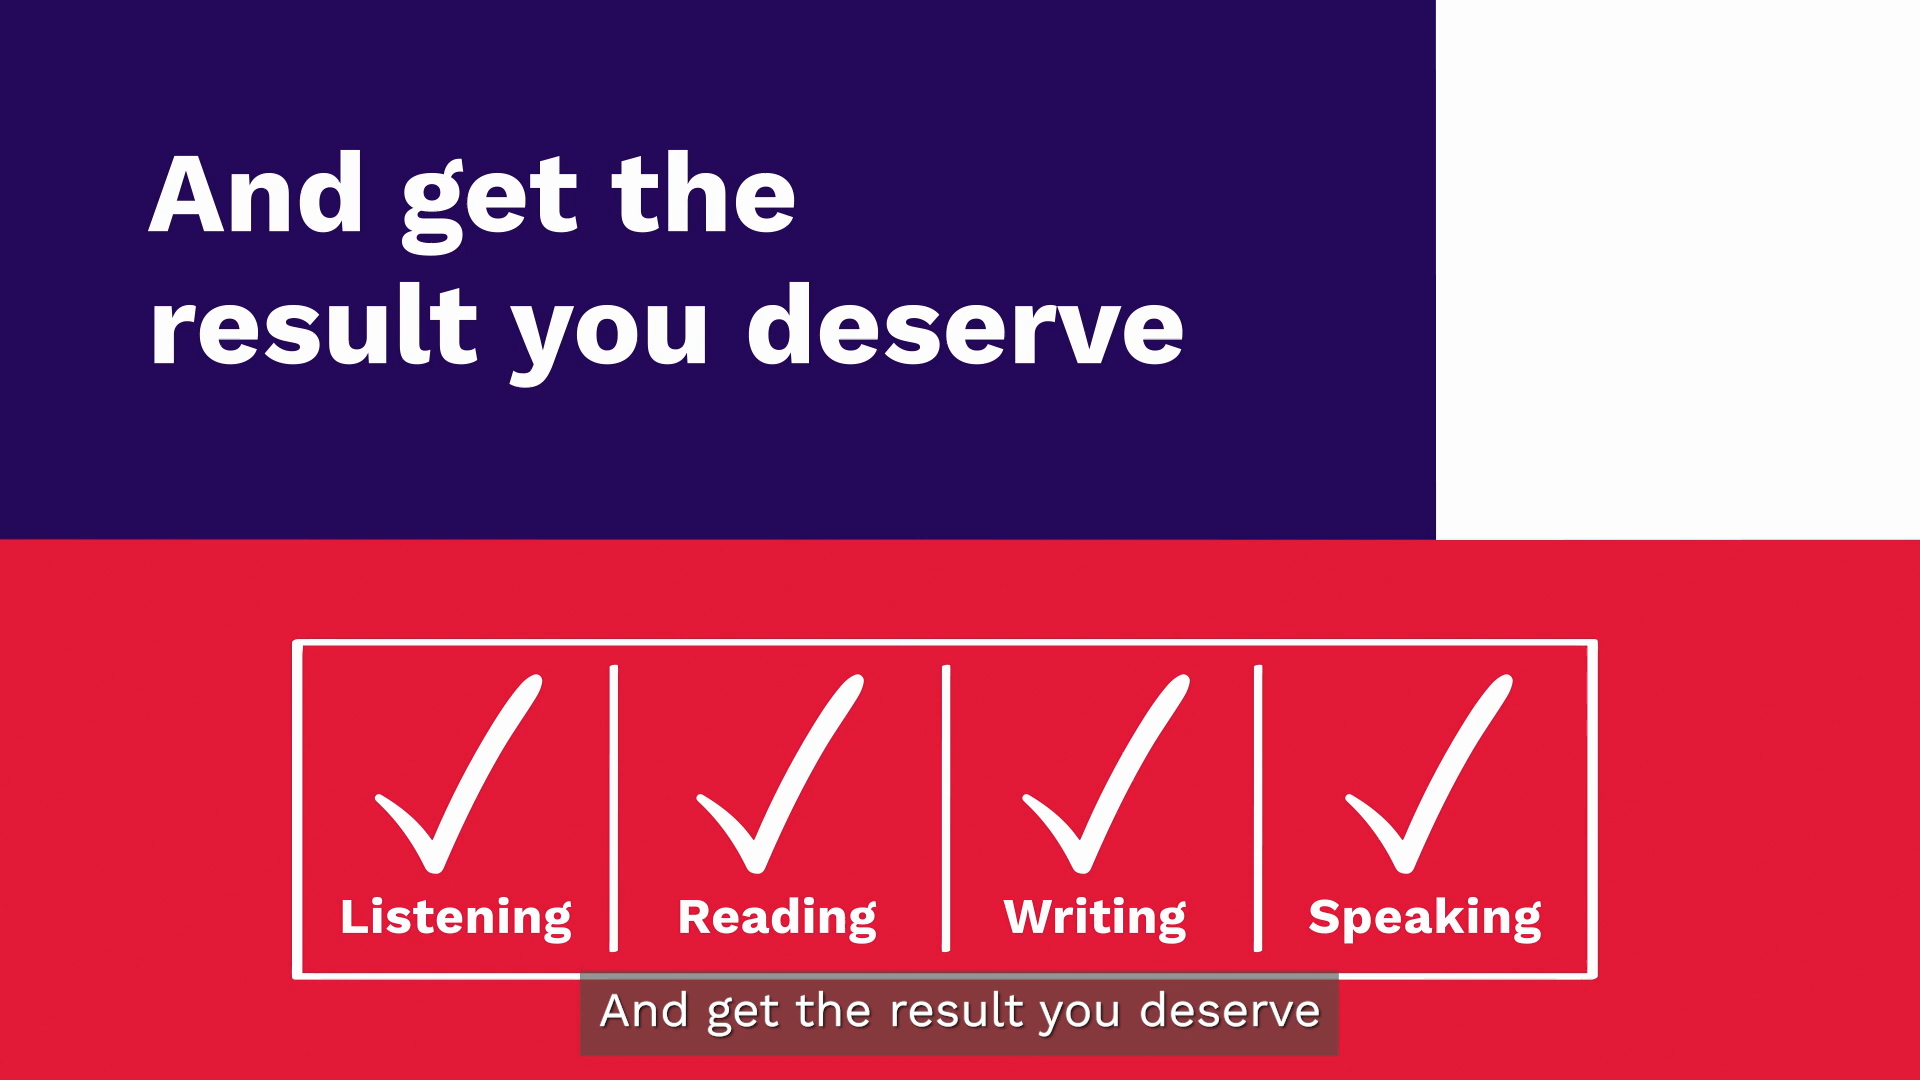 And get the
result you deserve
Listening
Reading
Writing
Speaking
And get the result you deserve